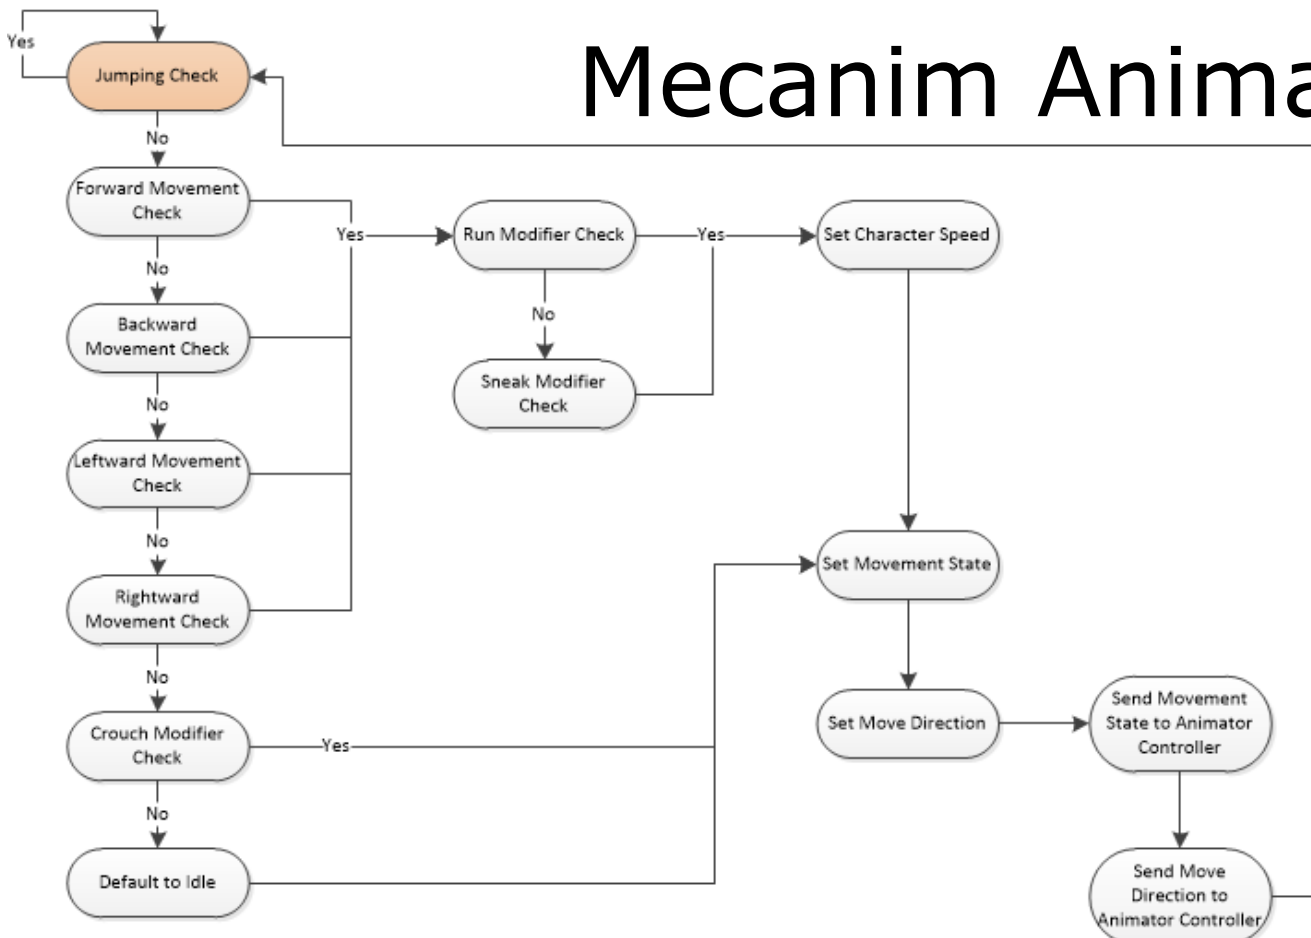 Mecanim Anima
Yes
Jumping Check
No
Forward Movement
Check
Yes
Run Modifier Check
Yes
Set Character Speed
No
Backward
Movement Check
No
Sneak Modifier
Check
No
Leftward Movement
Check
No
Rightward
Movement Check
Set Movement State
No
Crouch Modifier
Check
Yes
Set Move Direction
Send Movement
State to Animator
Controller
No
Default to Idle
Send Move
Direction to
Animator Controller